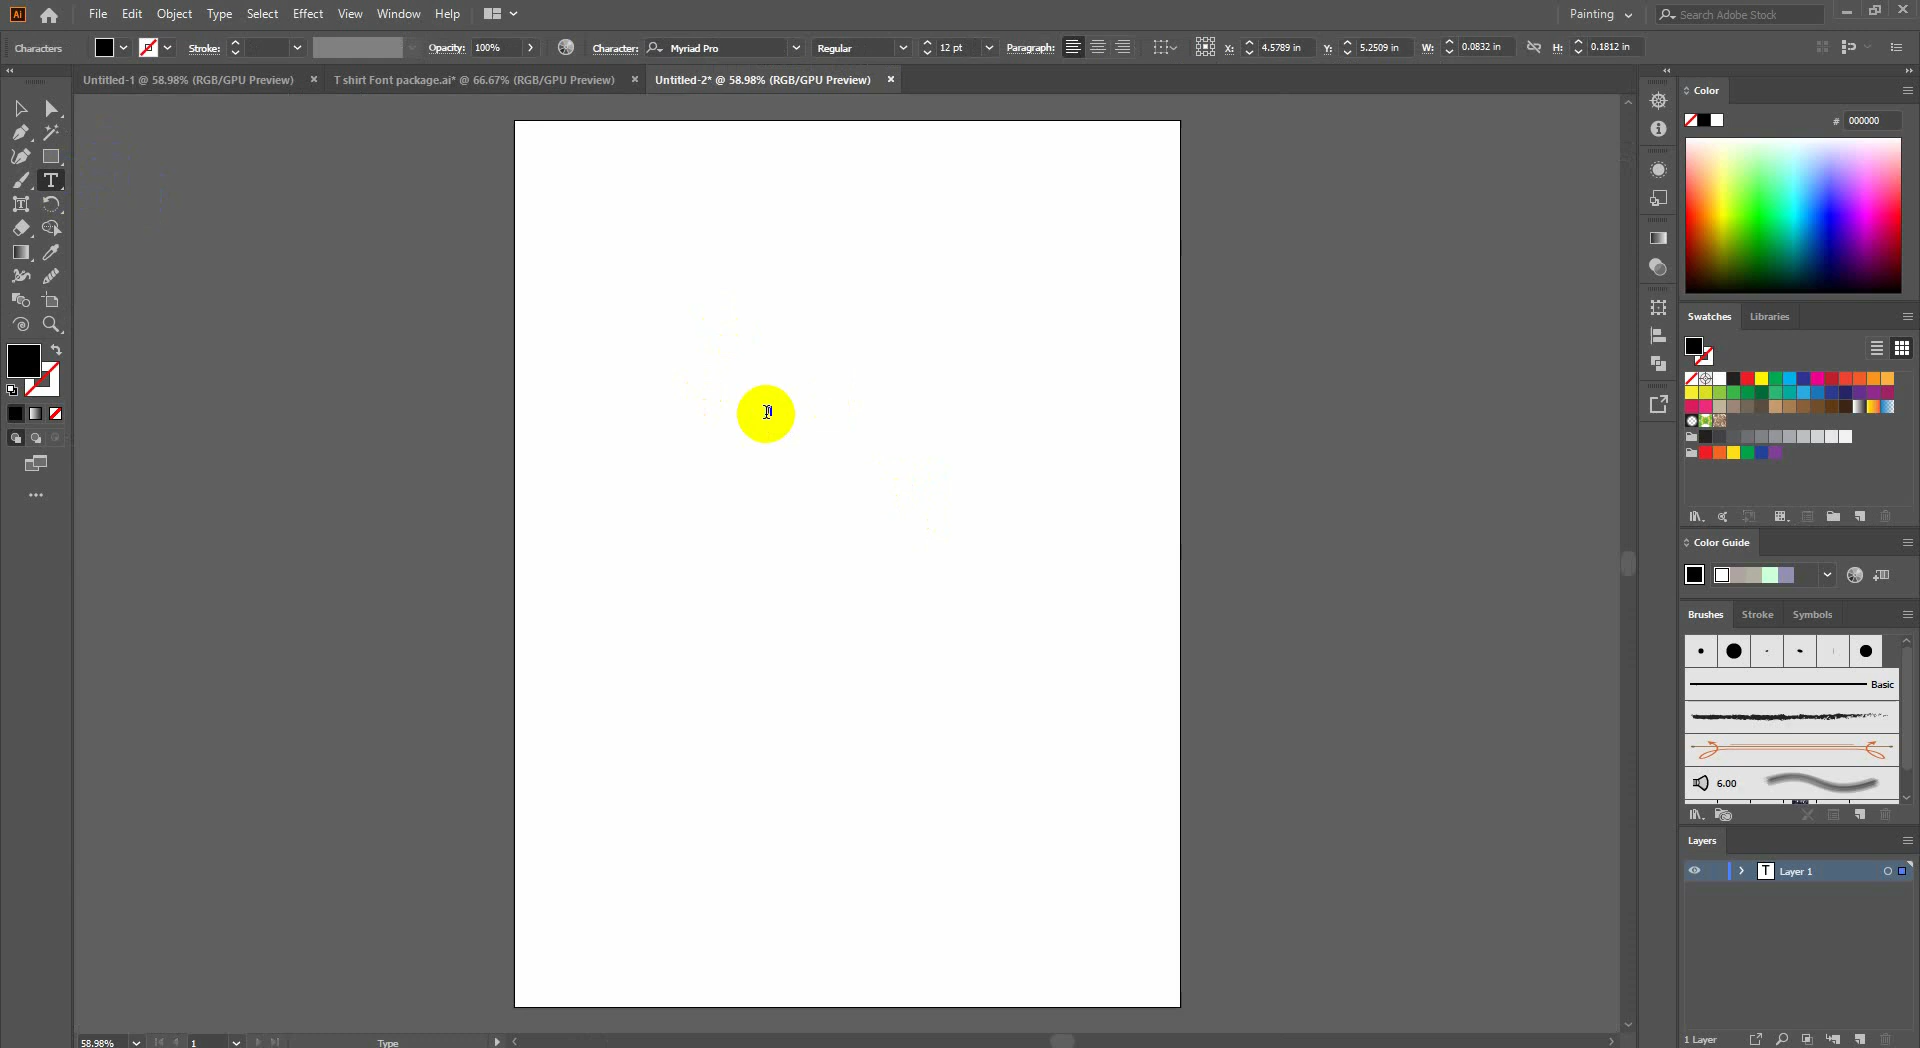 Ai File Edit Object Type Select Effect View Window Help Painting Search Adobe Stock
Characters Stroke: Opacity: 100% Character: Myriad Pro Regular 12 pt Paragraph: X: 4.5789 in Y: 5.2509 in W: 0.0832 in H: 0.1812 in
Untitled-1 @ 58.98% (RGB/GPU Preview) × T shirt Font package.ai* @ 66.67% (RGB/GPU Preview) × Untitled-2* @ 58.98% (RGB/GPU Preview) ×
Color
# 000000
Swatches Libraries
Color Guide
Brushes Stroke Symbols
Basic
6.00
Layers
T Layer 1
1 Layer
58.98% 1 Type